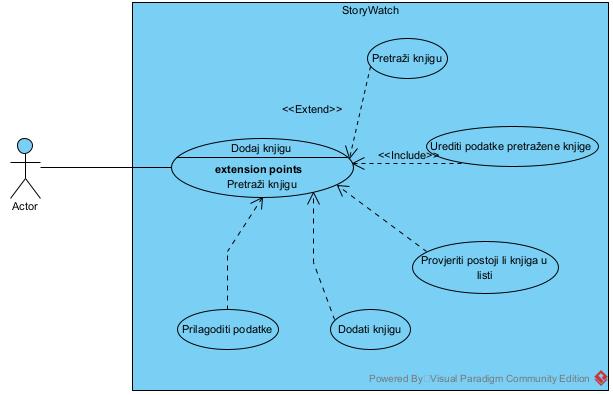 StoryWatch
Pretraži knjigu
<<Extend>>
Dodaj knjigu
<<Include>>
Urediti podatke pretražene knjige
extension points
Pretraži knjigu
Actor
Provjeriti postoji li knjiga u
listi
Prilagoditi podatke
Dodati knjigu
Powered By Visual Paradigm Community Edition